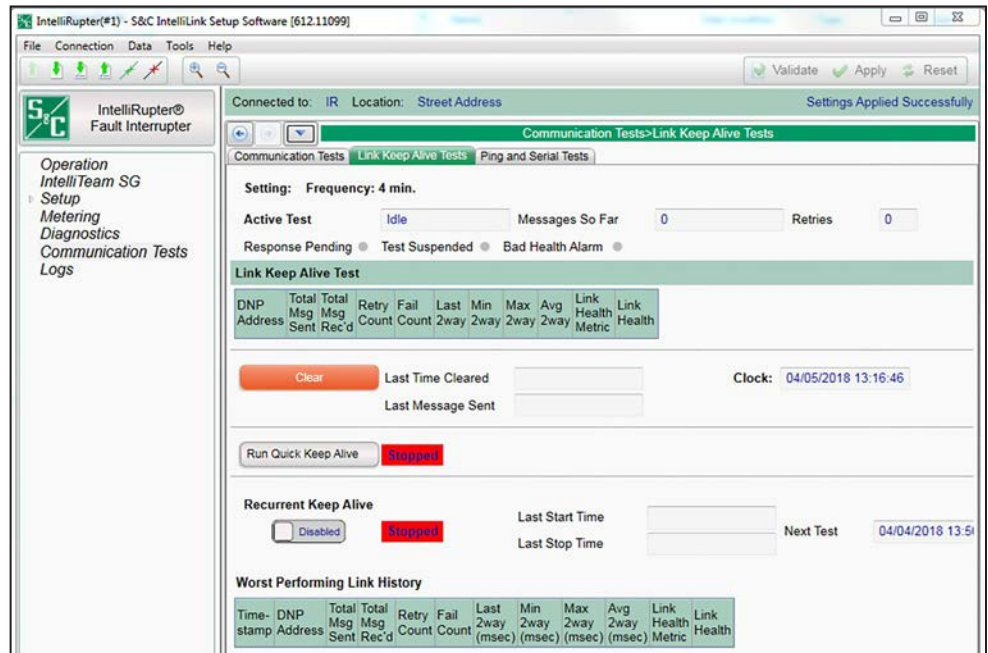 IntelliRupter(#1) - S&C IntelliLink Setup Software [612.11099]
File Connection Data Tools Help
Validate Apply Reset
S&C
IntelliRupter®
Fault Interrupter
Operation
IntelliTeam SG
Setup
Metering
Diagnostics
Communication Tests
Logs
Connected to: IR Location: Street Address Settings Applied Successfully
Communication Tests>Link Keep Alive Tests
Communication Tests Link Keep Alive Tests Ping and Serial Tests
Setting: Frequency: 4 min.
Active Test Idle Messages So Far 0 Retries 0
Response Pending Test Suspended Bad Health Alarm
Link Keep Alive Test
DNP Address Total Msg Sent Total Msg Rec'd Retry Count Fail Count Last 2way Min 2way Max 2way Avg 2way Link Health Metric Link Health
Clear Last Time Cleared Clock: 04/05/2018 13:16:46
Last Message Sent
Run Quick Keep Alive Stopped
Recurrent Keep Alive
Disabled Stopped
Last Start Time
Last Stop Time
Next Test 04/04/2018
Worst Performing Link History
Time-stamp DNP Address Total Msg Sent Total Msg Rec'd Retry Count Fail Count Last 2way (msec) Min 2way (msec) Max 2way (msec) Avg 2way (msec) Link Health Metric Link Health